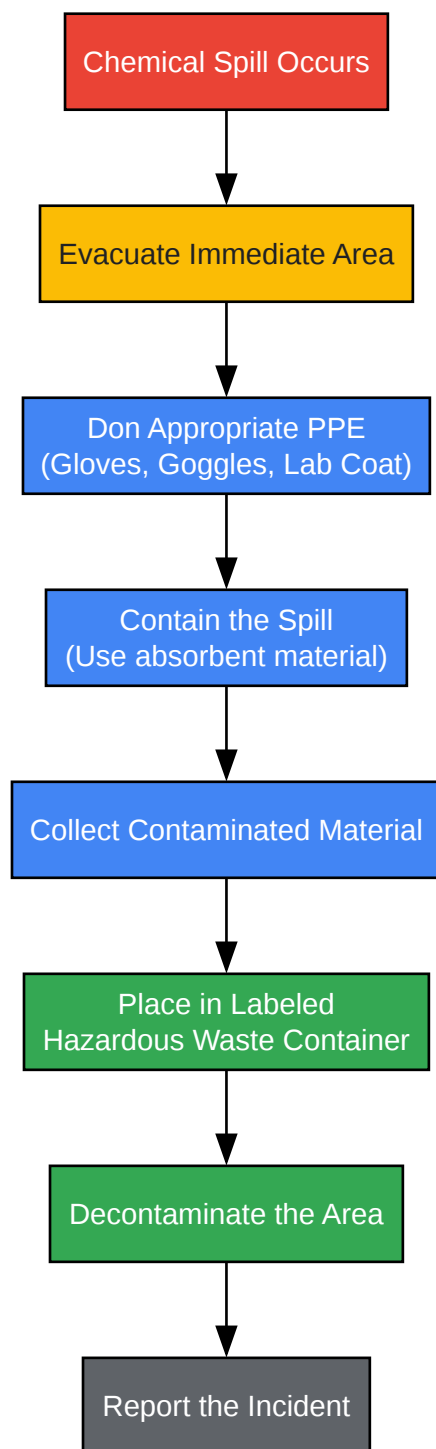 Chemical Spill Occurs
Evacuate Immediate Area
Don Appropriate PPE
(Gloves, Goggles, Lab Coat)
Contain the Spill
(Use absorbent material)
Collect Contaminated Material
Place in Labeled
Hazardous Waste Container
Decontaminate the Area
Report the Incident